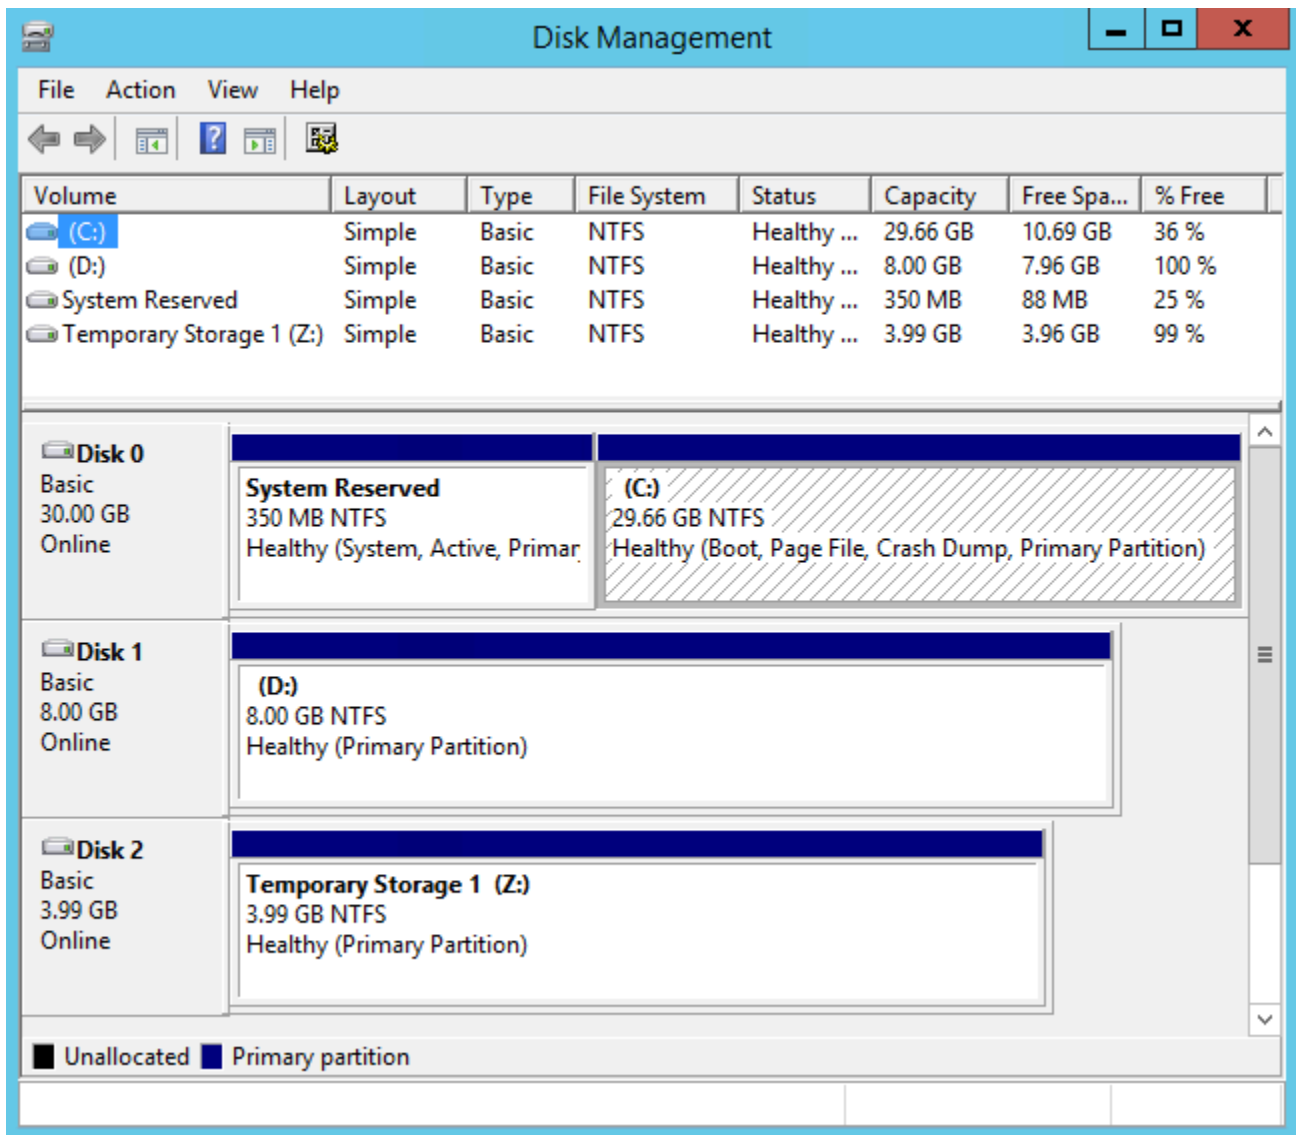 Disk Management
File Action View Help
Volume Layout Type File System Status Capacity Free Spa... % Free
(C:) Simple Basic NTFS Healthy ... 29.66 GB 10.69 GB 36 %
(D:) Simple Basic NTFS Healthy ... 8.00 GB 7.96 GB 100 %
System Reserved Simple Basic NTFS Healthy ... 350 MB 88 MB 25 %
Temporary Storage 1 (Z:) Simple Basic NTFS Healthy ... 3.99 GB 3.96 GB 99 %
Disk 0
Basic
30.00 GB
Online
System Reserved
350 MB NTFS
Healthy (System, Active, Primar
(C:)
29.66 GB NTFS
Healthy (Boot, Page File, Crash Dump, Primary Partition)
Disk 1
Basic
8.00 GB
Online
(D:)
8.00 GB NTFS
Healthy (Primary Partition)
Disk 2
Basic
3.99 GB
Online
Temporary Storage 1 (Z:)
3.99 GB NTFS
Healthy (Primary Partition)
Unallocated Primary partition